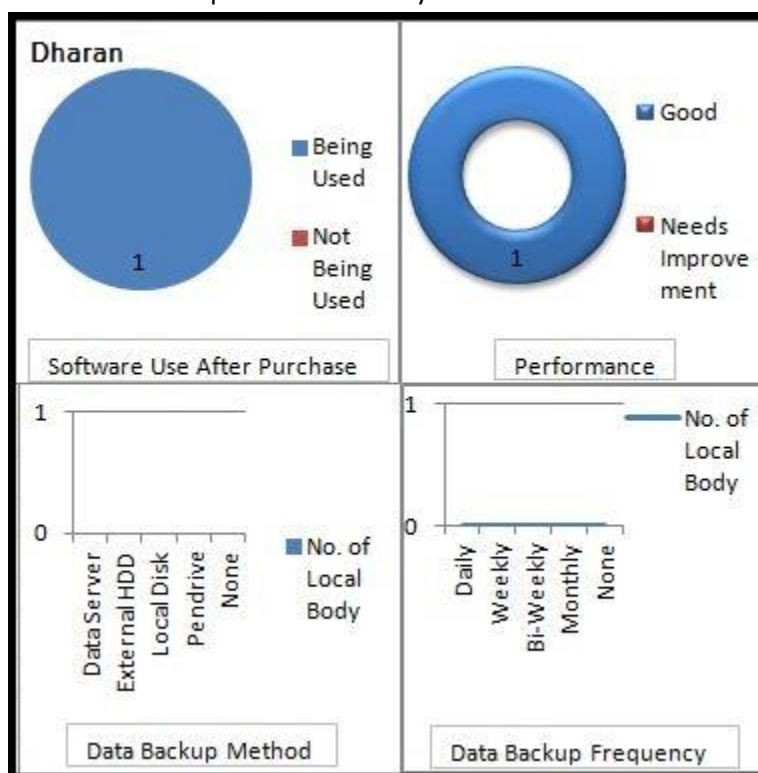 Dharan
Being
Used
Not
Being
Used
1
Software Use After Purchase
Good
Needs
Improve
ment
1
Performance
1
0
Data Server
External HDD
Local Disk
Pendrive
None
No. of
Local
Body
Data Backup Method
1
0
Daily
Weekly
Bi-Weekly
Monthly
None
No. of
Local
Body
Data Backup Frequency